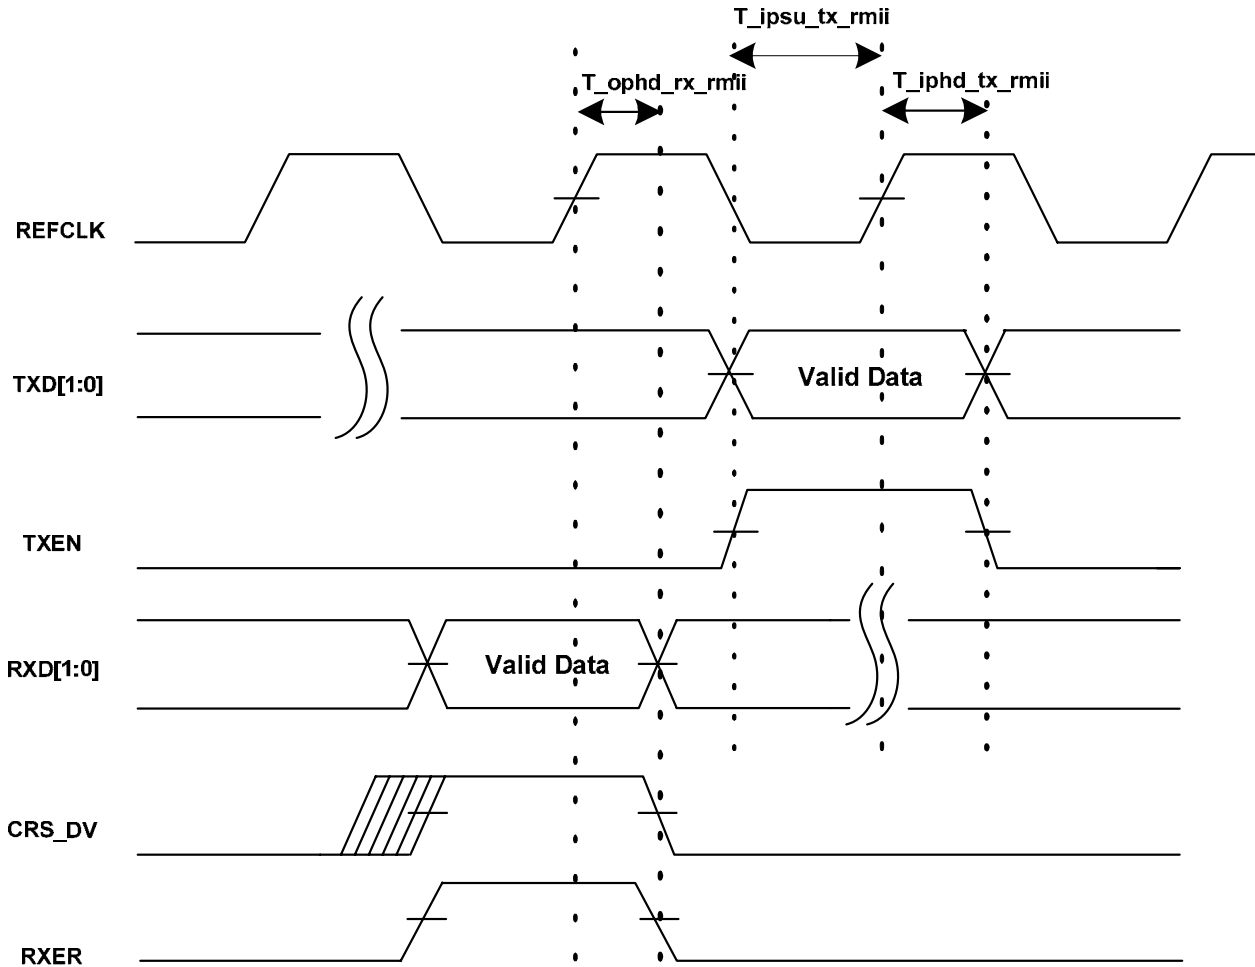 T_ipsu_tx_rmii
T_ophd_rx_rmii
T_iphd_tx_rmii
REFCLK
TXD[1:0]
Valid Data
TXEN
RXD[1:0]
Valid Data
CRS_DV
RXER